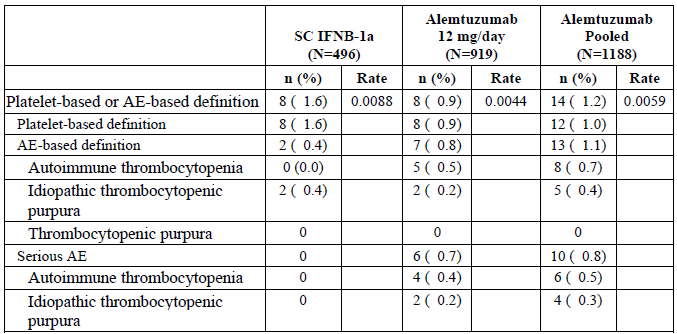 SC IFNB-1a (N=496) Alemtuzumab 12 mg/day (N=919) Alemtuzumab Pooled (N=1188)
n (%) Rate n (%) Rate n (%) Rate
Platelet-based or AE-based definition 8 ( 1.6) 0.0088 8 ( 0.9) 0.0044 14 ( 1.2) 0.0059
Platelet-based definition 8 ( 1.6) 8 ( 0.9) 12 ( 1.0)
AE-based definition 2 ( 0.4) 7 ( 0.8) 13 ( 1.1)
Autoimmune thrombocytopenia 0 (0.0) 5 ( 0.5) 8 ( 0.7)
Idiopathic thrombocytopenic purpura 2 ( 0.4) 2 ( 0.2) 5 ( 0.4)
Thrombocytopenic purpura 0 0 0
Serious AE 0 6 ( 0.7) 10 ( 0.8)
Autoimmune thrombocytopenia 0 4 ( 0.4) 6 ( 0.5)
Idiopathic thrombocytopenic purpura 0 2 ( 0.2) 4 ( 0.3)